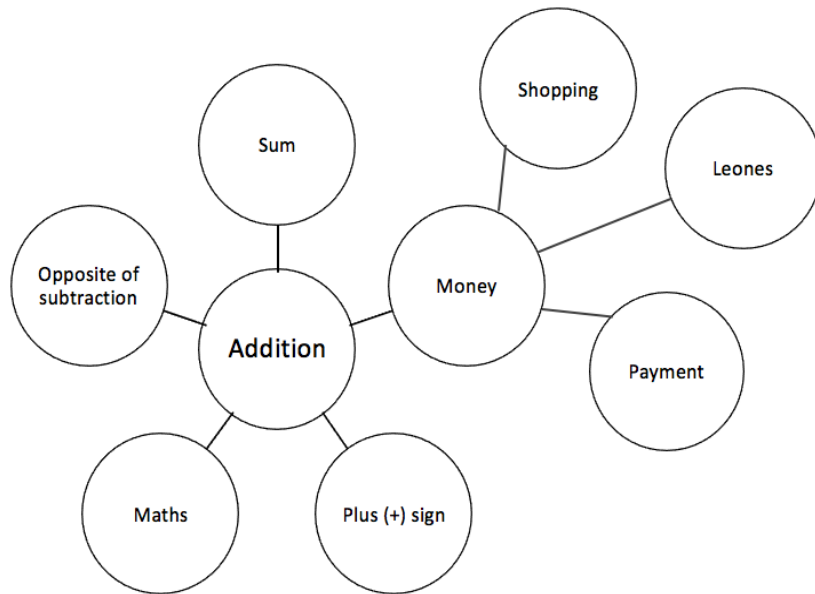 Shopping
Sum
Leones
Opposite of
subtraction
Money
Addition
Payment
Maths
Plus (+) sign